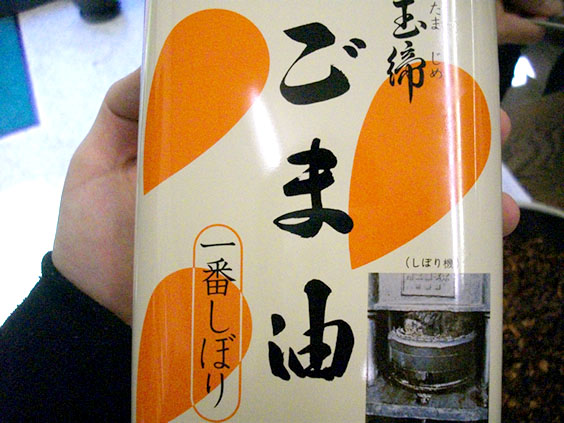 玉締
たま じめ
ごま油
一番しぼり
(しぼり機